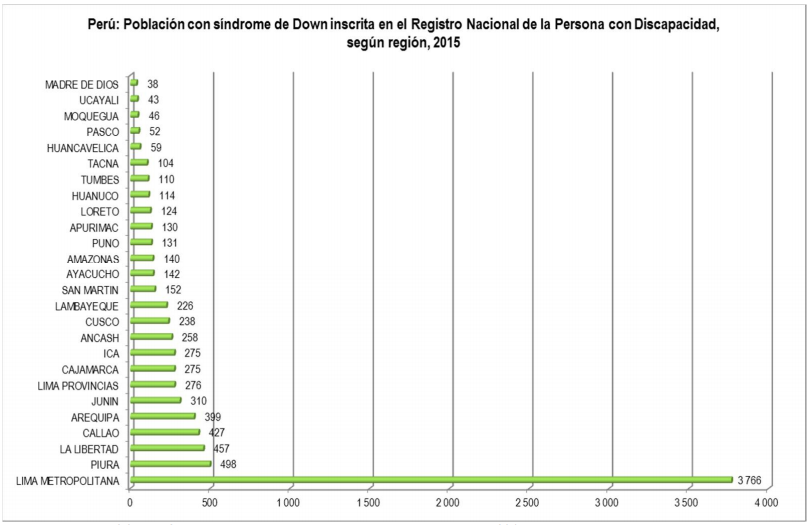 Perú: Población con síndrome de Down inscrita en el Registro Nacional de la Persona con Discapacidad,
según región, 2015
MADRE DE DIOS 38
UCAYALI 43
MOQUEGUA 46
PASCO 52
HUANCAVELICA 59
TACNA 104
TUMBES 110
HUANUCO 114
LORETO 124
APURIMAC 130
PUNO 131
AMAZONAS 140
AYACUCHO 142
SAN MARTIN 152
LAMBAYEQUE 226
CUSCO 238
ANCASH 258
ICA 275
CAJAMARCA 275
LIMA PROVINCIAS 276
JUNIN 310
AREQUIPA 399
CALLAO 427
LA LIBERTAD 457
PIURA 498
LIMA METROPOLITANA 3 766
0 500 1 000 1 500 2 000 2 500 3 000 3 500 4 000